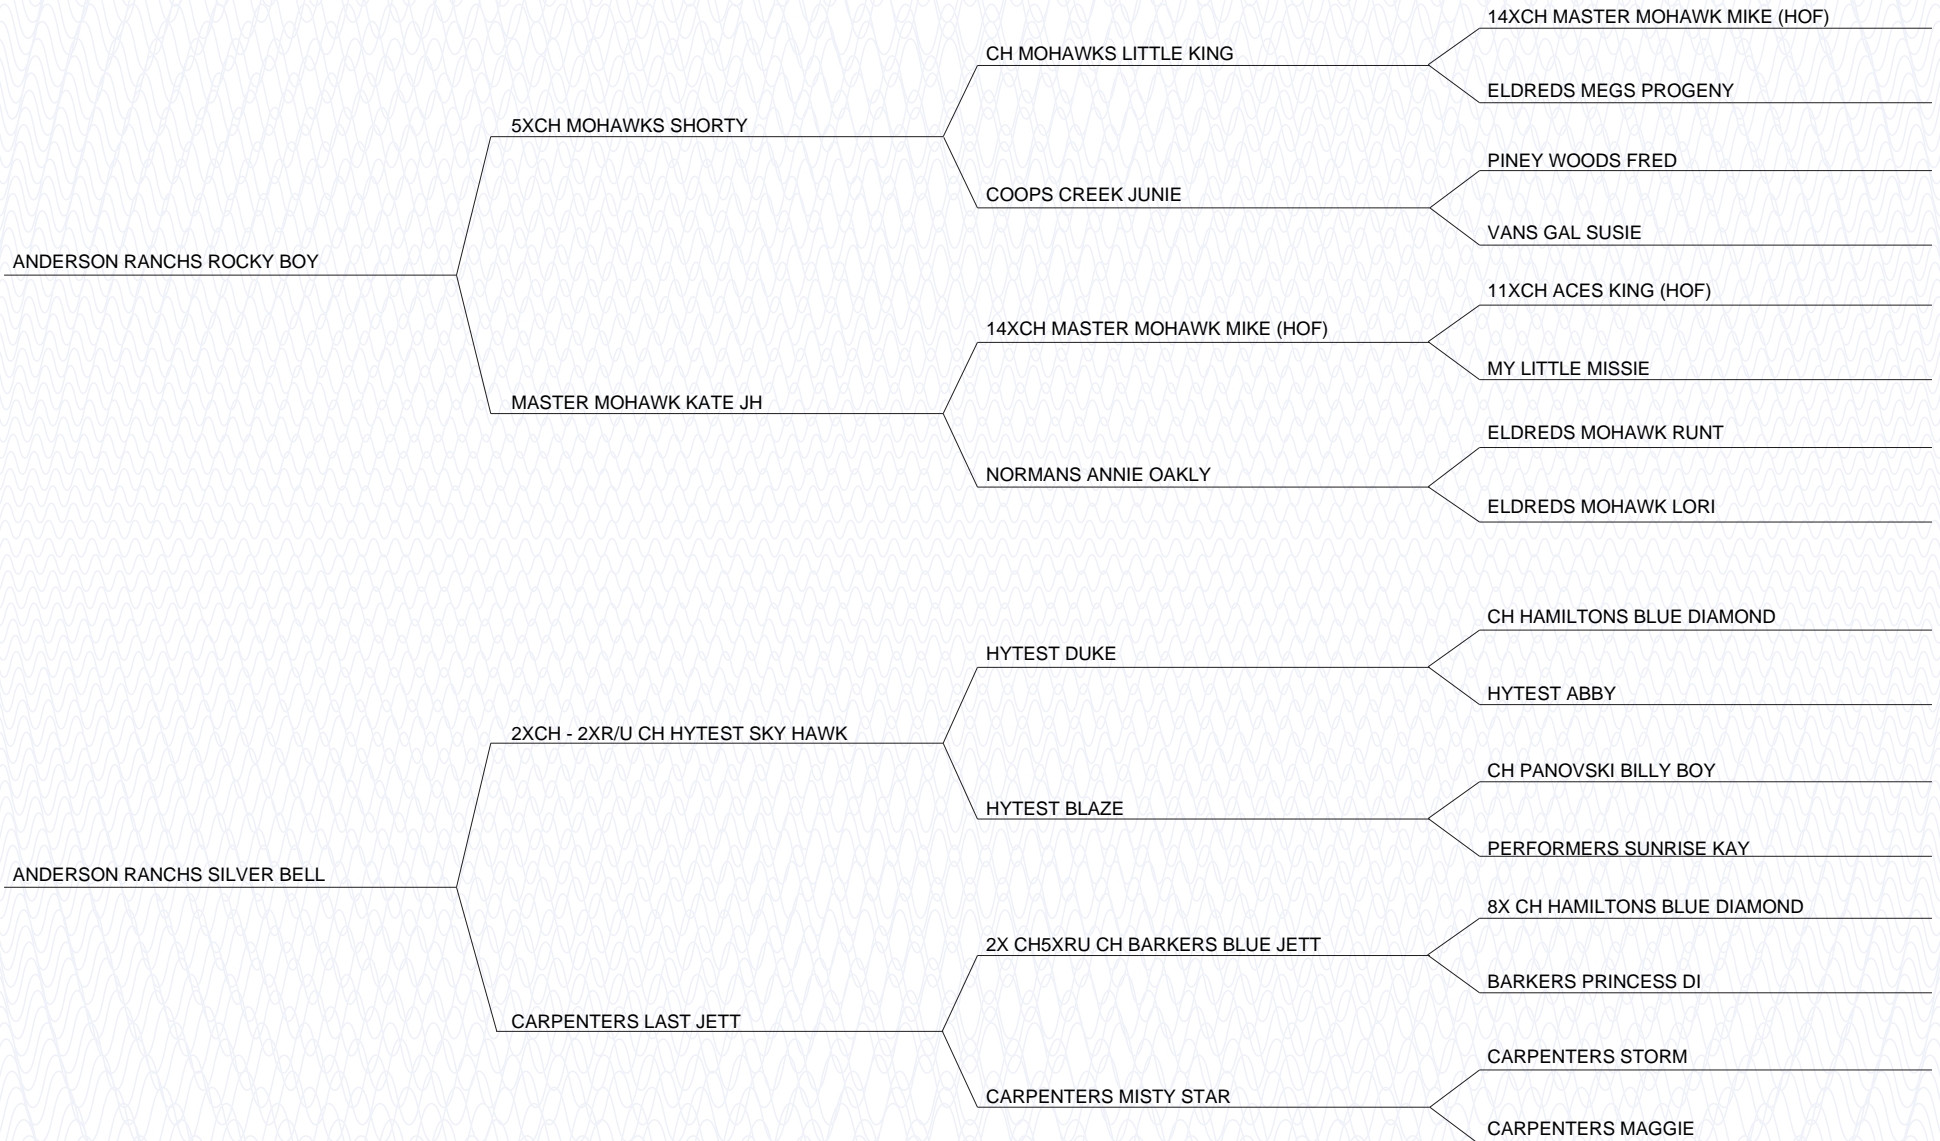 14XCH MASTER MOHAWK MIKE (HOF)
CH MOHAWKS LITTLE KING
ELDREDS MEGS PROGENY
5XCH MOHAWKS SHORTY
PINEY WOODS FRED
COOPS CREEK JUNIE
VANS GAL SUSIE
ANDERSON RANCHS ROCKY BOY
11XCH ACES KING (HOF)
14XCH MASTER MOHAWK MIKE (HOF)
MY LITTLE MISSIE
MASTER MOHAWK KATE JH
ELDREDS MOHAWK RUNT
NORMANS ANNIE OAKLY
ELDREDS MOHAWK LORI
CH HAMILTONS BLUE DIAMOND
HYTEST DUKE
HYTEST ABBY
2XCH - 2XR/U CH HYTEST SKY HAWK
CH PANOVSKI BILLY BOY
HYTEST BLAZE
PERFORMERS SUNRISE KAY
ANDERSON RANCHS SILVER BELL
8X CH HAMILTONS BLUE DIAMOND
2X CH5XRU CH BARKERS BLUE JETT
BARKERS PRINCESS DI
CARPENTERS LAST JETT
CARPENTERS STORM
CARPENTERS MISTY STAR
CARPENTERS MAGGIE